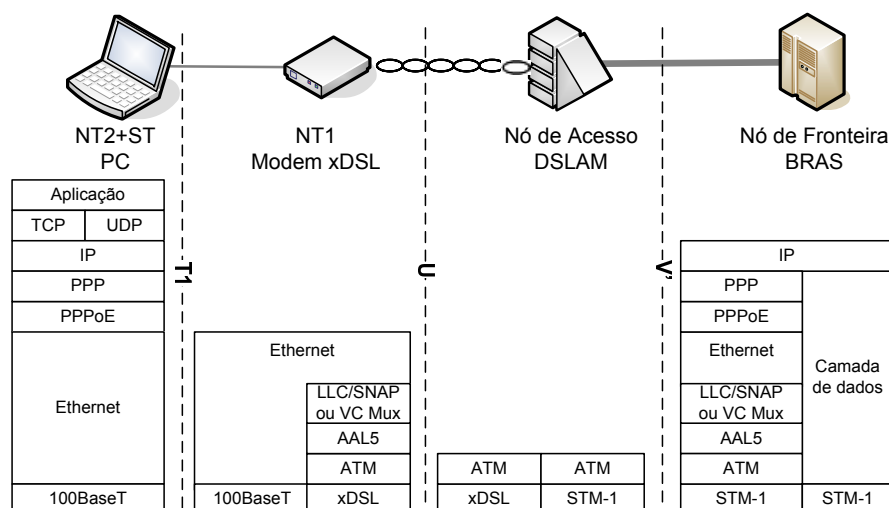 NT2+ST
PC
NT1
Modem xDSL
Nó de Acesso
DSLAM
Nó de Fronteira
BRAS
T1
U
V'
Aplicação
TCP
UDP
IP
PPP
PPPoE
Ethernet
100BaseT
Ethernet
LLC/SNAP
ou VC Mux
AAL5
ATM
100BaseT
xDSL
ATM
ATM
xDSL
STM-1
IP
PPP
PPPoE
Ethernet
LLC/SNAP
ou VC Mux
AAL5
ATM
STM-1
Camada
de dados
STM-1